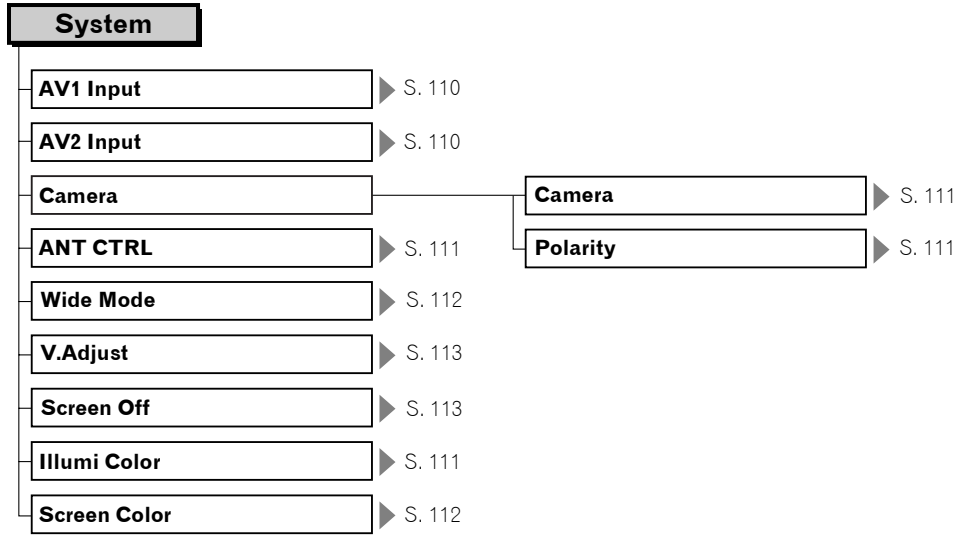 System
AV1 Input S. 110
AV2 Input S. 110
Camera Camera S. 111
ANT CTRL S. 111 Polarity S. 111
Wide Mode S. 112
V.Adjust S. 113
Screen Off S. 113
Illumi Color S. 111
Screen Color S. 112